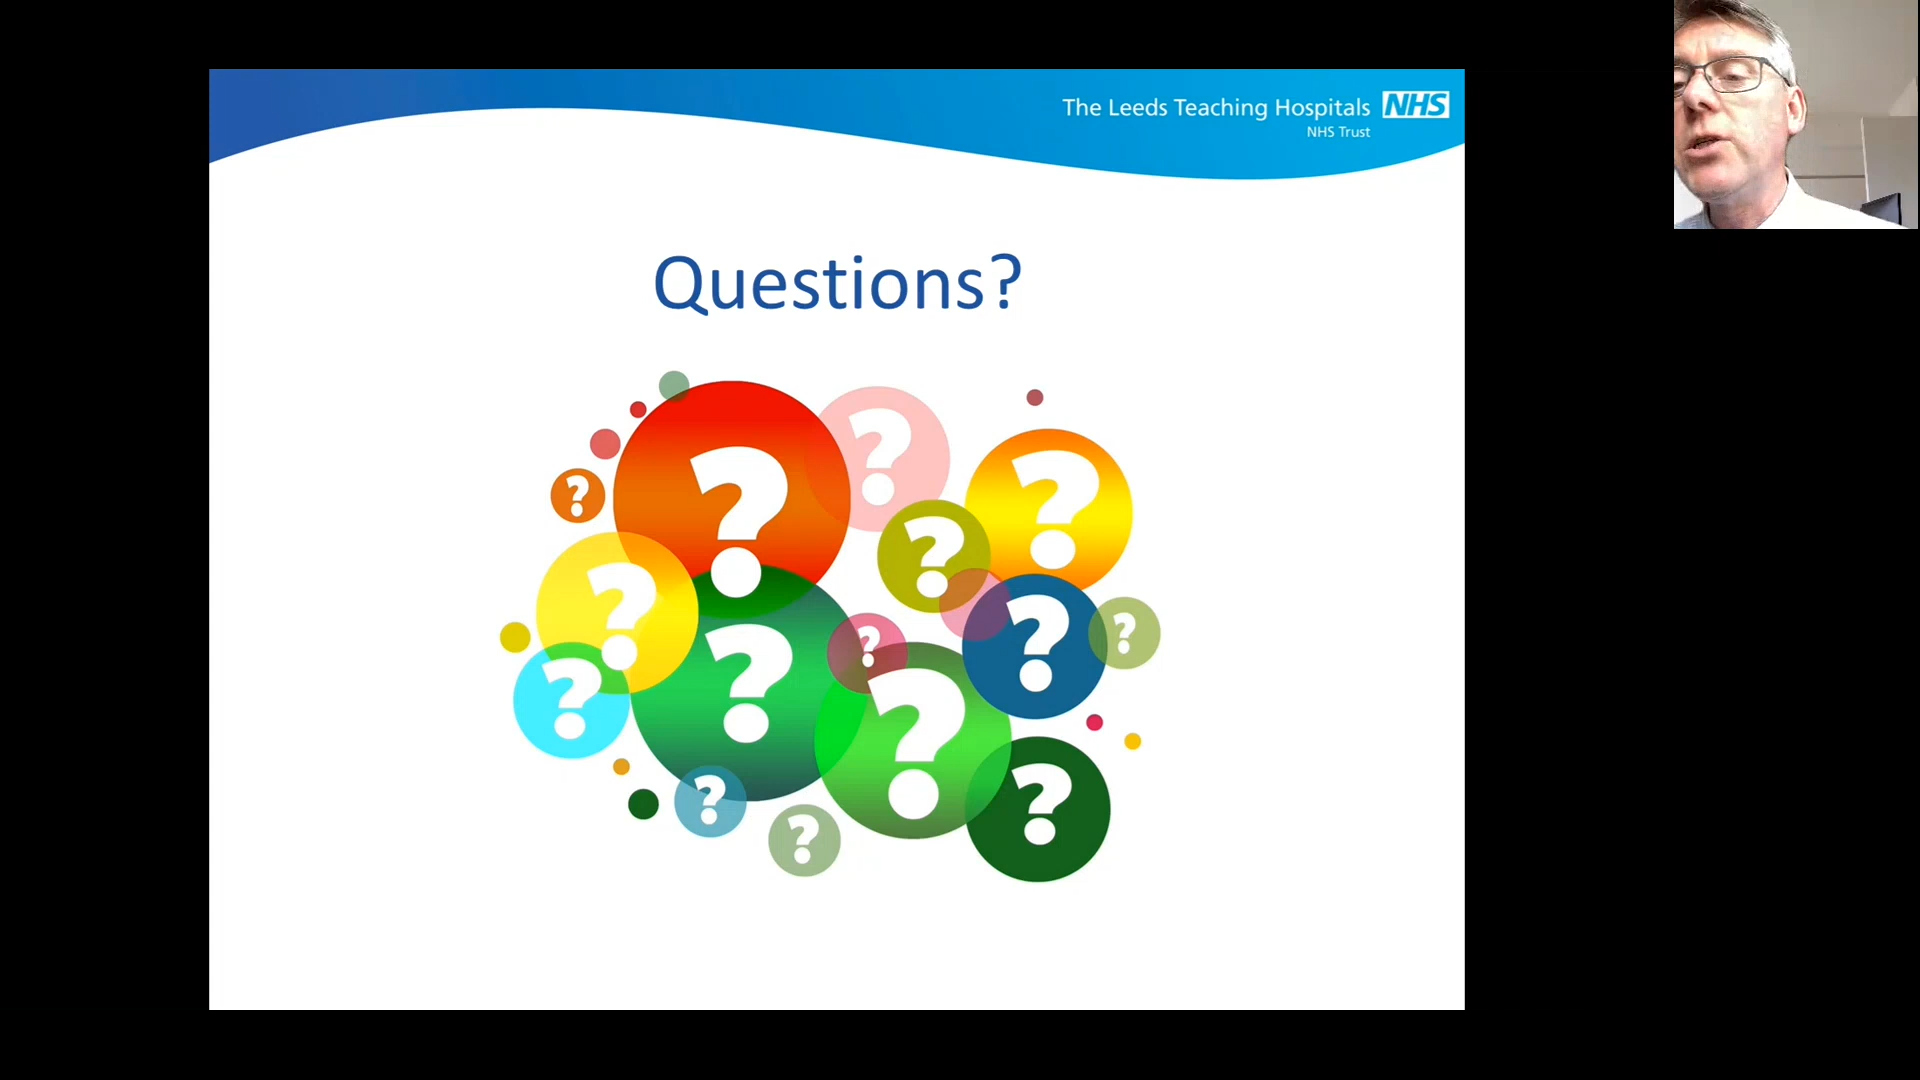 The Leeds Teaching Hospitals NHS
NHS Trust
Questions?
? ? ? ? ? ? ? ? ? ? ? ? ? ?